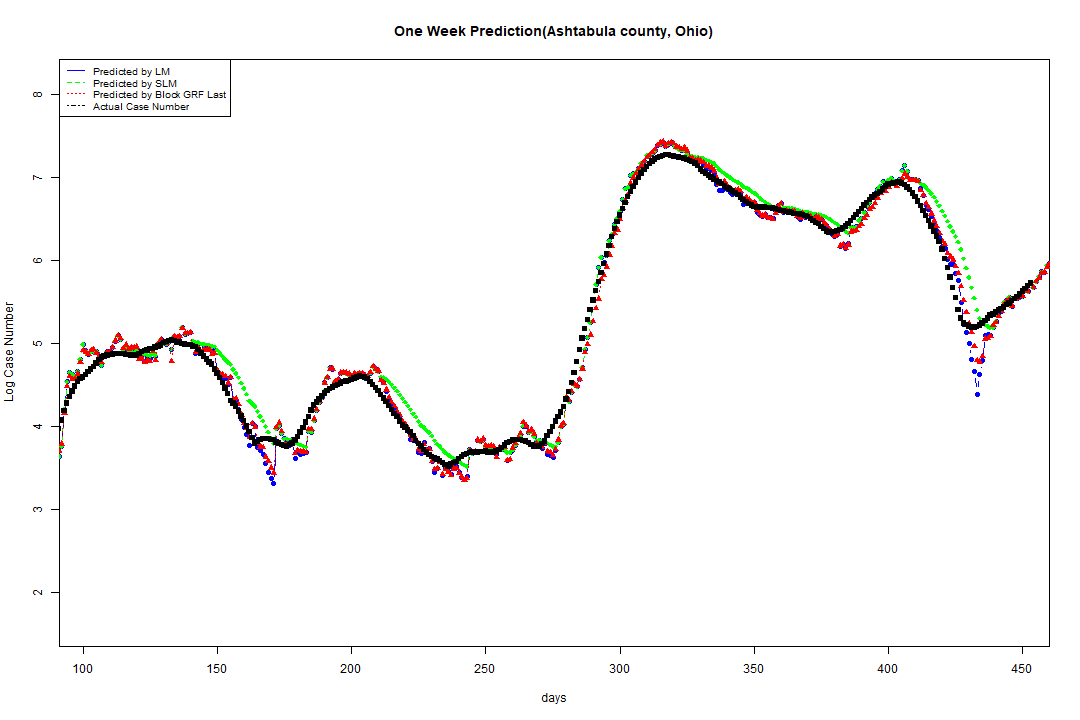 One Week Prediction(Ashtabula county, Ohio)
Predicted by LM
Predicted by SLM
Predicted by Block GRF Last
Actual Case Number
8
7
6
5
4
3
2
Log Case Number
100 150 200 250 300 350 400 450
days